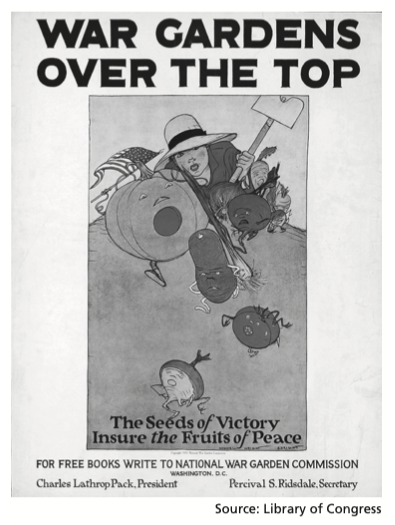 WAR GARDENS
OVER THE TOP
The Seeds of Victory
Insure the Fruits of Peace
FOR FREE BOOKS WRITE TO NATIONAL WAR GARDEN COMMISSION
WASHINGTON, D.C.
Charles Lathrop Pack, President Percival S. Ridsdale, Secretary
Source: Library of Congress